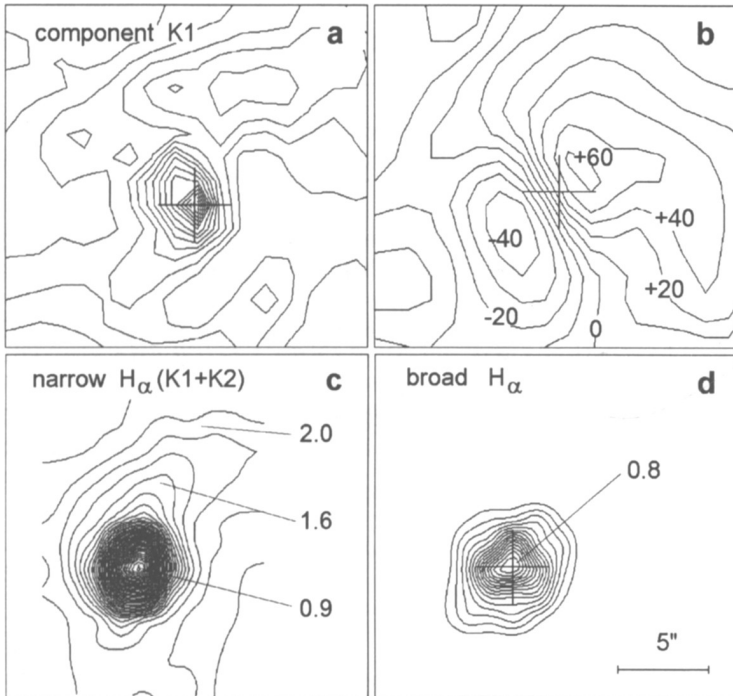 component K1
a
b
+60
-40
+40
+20
-20
0
narrow Hα (K1+K2)
c
2.0
1.6
0.9
broad Hα
d
0.8
5"